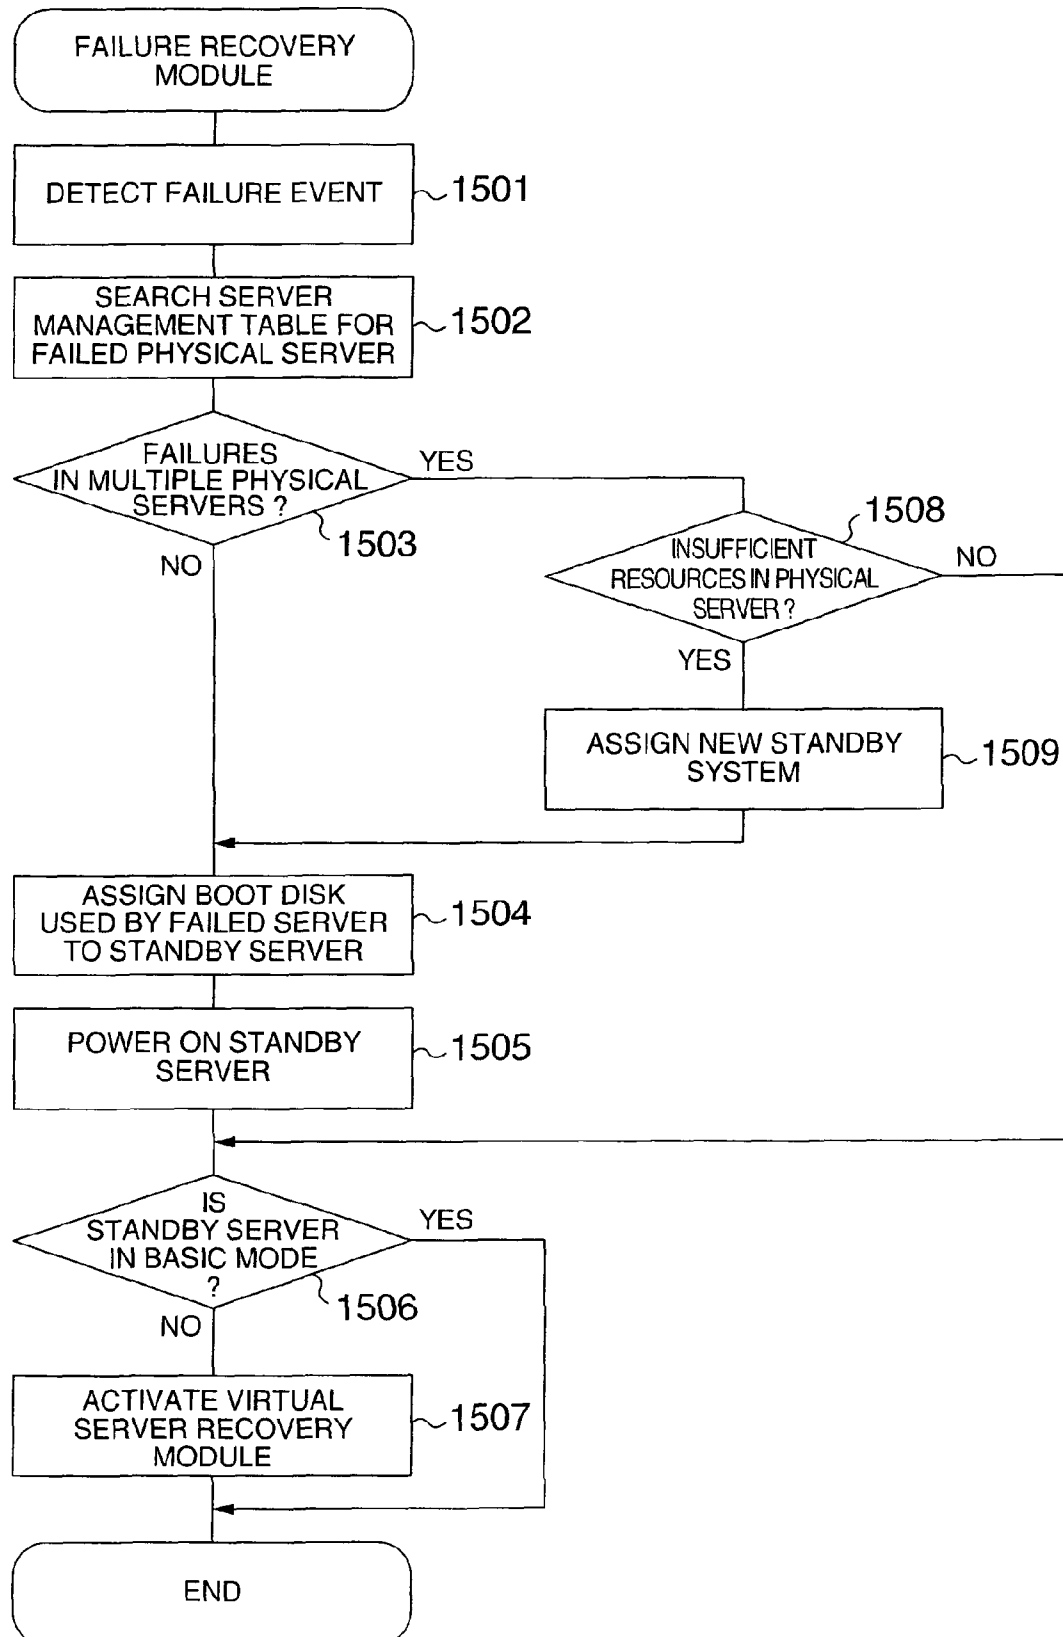 FAILURE RECOVERY
MODULE
DETECT FAILURE EVENT
1501
SEARCH SERVER
MANAGEMENT TABLE FOR
FAILED PHYSICAL SERVER
1502
FAILURES
IN MULTIPLE PHYSICAL
SERVERS ?
1503
YES
NO
INSUFFICIENT
RESOURCES IN PHYSICAL
SERVER ?
1508
NO
YES
ASSIGN NEW STANDBY
SYSTEM
1509
ASSIGN BOOT DISK
USED BY FAILED SERVER
TO STANDBY SERVER
1504
POWER ON STANDBY
SERVER
1505
IS
STANDBY SERVER
IN BASIC MODE
?
1506
YES
NO
ACTIVATE VIRTUAL
SERVER RECOVERY
MODULE
1507
END